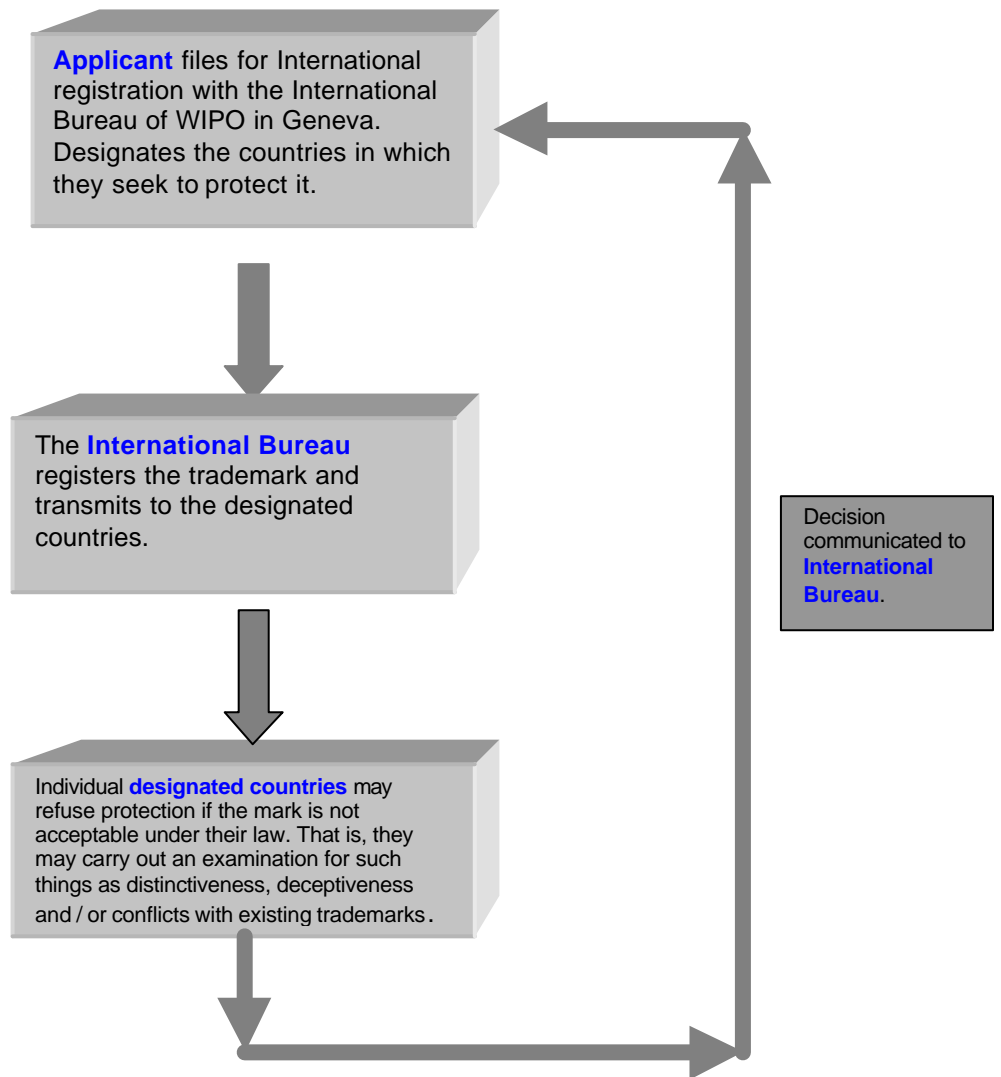 Applicant files for International
registration with the International
Bureau of WIPO in Geneva.
Designates the countries in which
they seek to protect it.
The International Bureau
registers the trademark and
transmits to the designated
countries.
Decision
communicated to
International
Bureau.
Individual designated countries may
refuse protection if the mark is not
acceptable under their law. That is, they
may carry out an examination for such
things as distinctiveness, deceptiveness
and / or conflicts with existing trademarks.